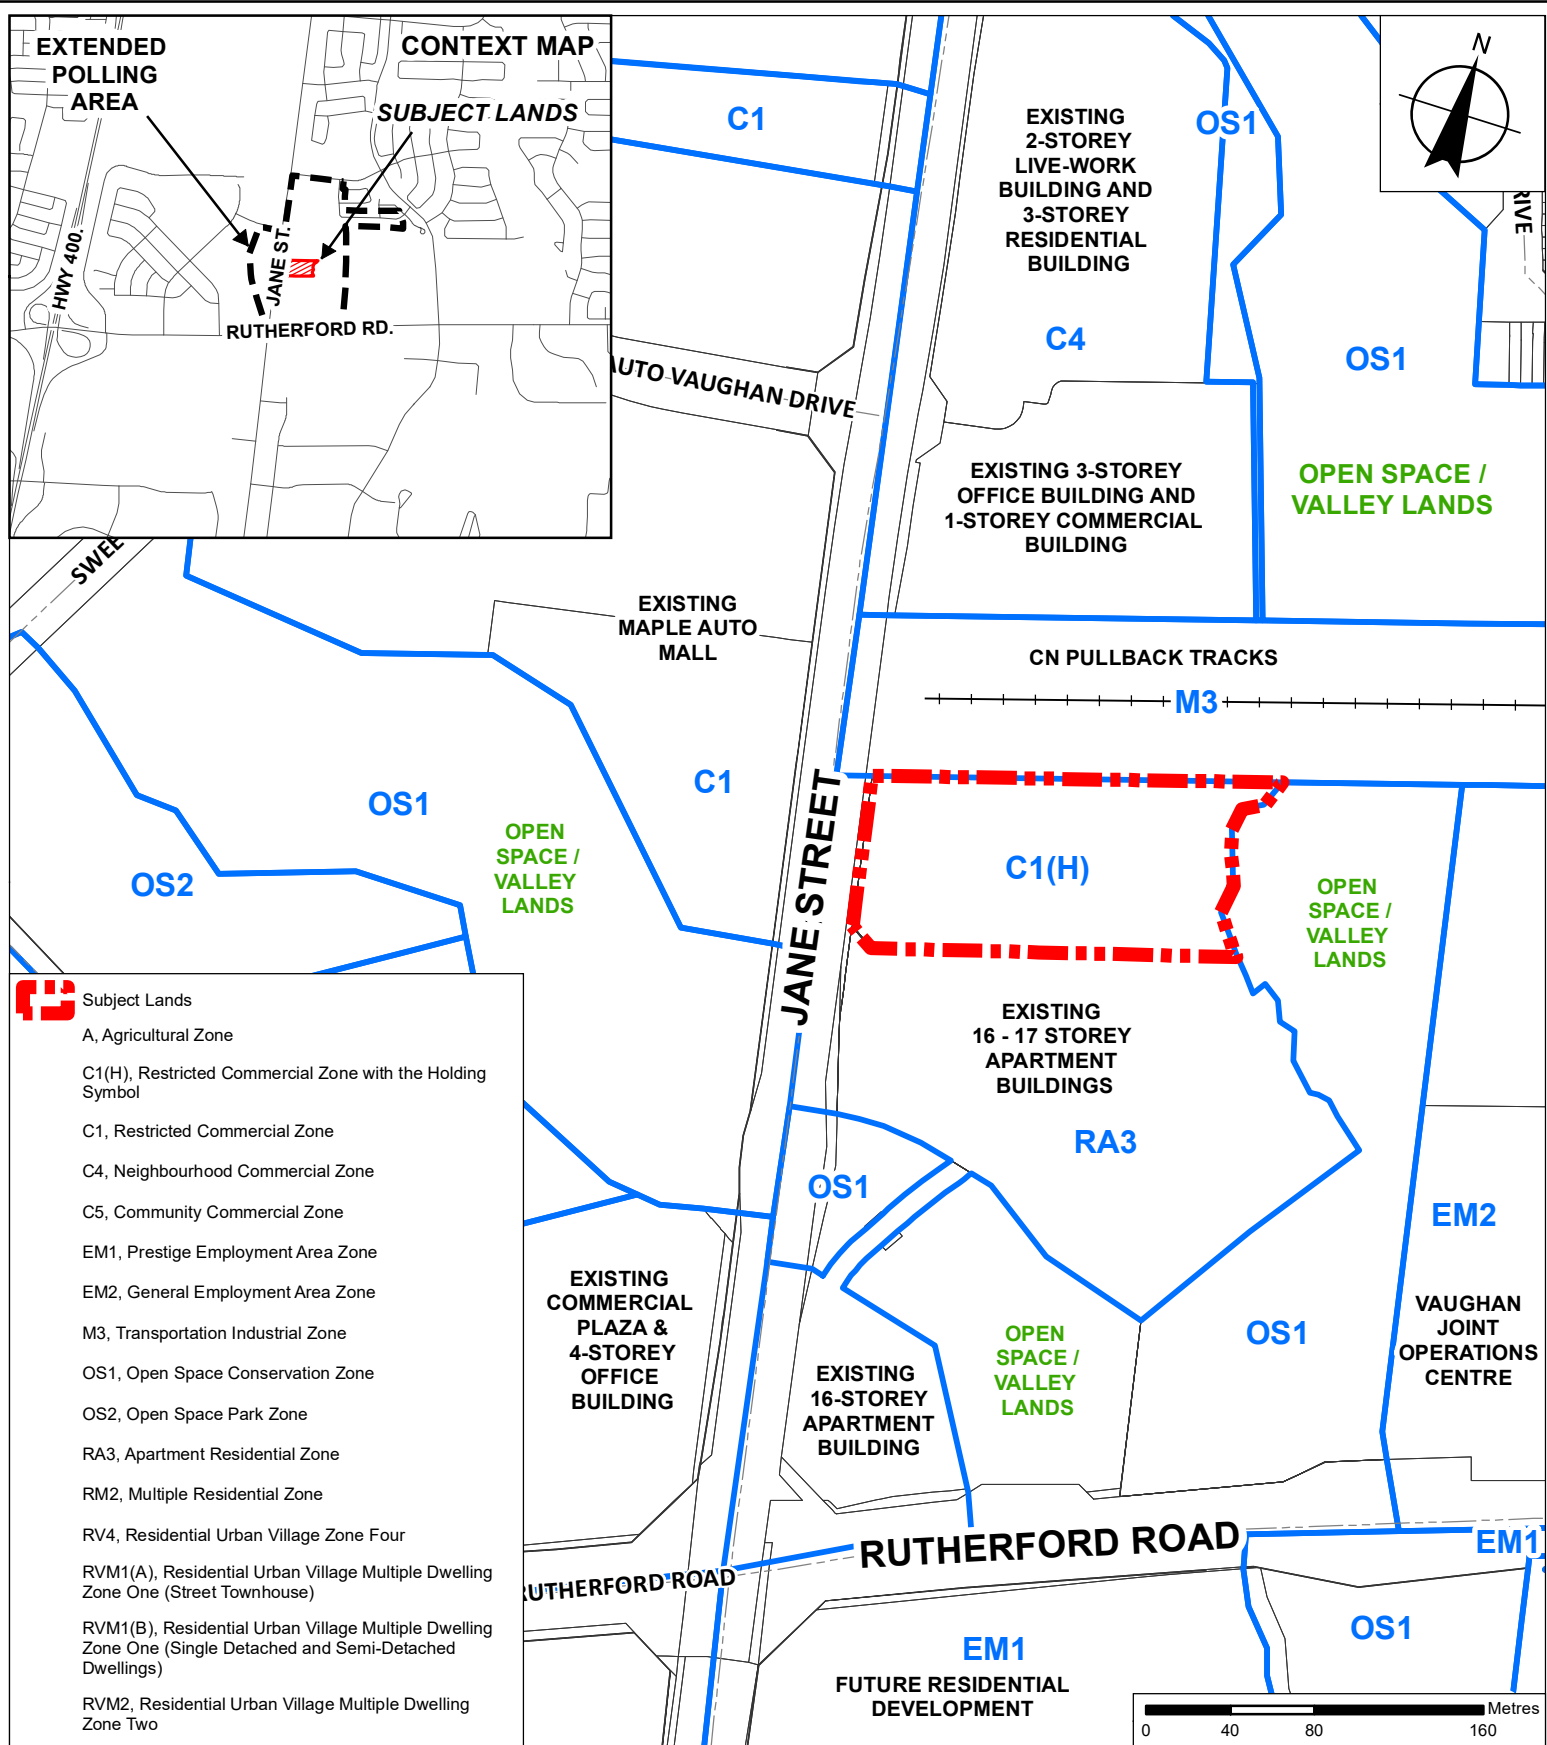 EXTENDED
POLLING
AREA
CONTEXT MAP
SUBJECT LANDS
HWY 400.
JANE ST.
RUTHERFORD RD.
N
C1
EXISTING
2-STOREY
LIVE-WORK
BUILDING AND
3-STOREY
RESIDENTIAL
BUILDING
C4
OS1
OS1
AUTO VAUGHAN DRIVE
EXISTING 3-STOREY
OFFICE BUILDING AND
1-STOREY COMMERCIAL
BUILDING
OPEN SPACE /
VALLEY LANDS
EXISTING
MAPLE AUTO
MALL
CN PULLBACK TRACKS
M3
C1
OS1
OS2
OPEN
SPACE /
VALLEY
LANDS
JANE STREET
C1(H)
OPEN
SPACE /
VALLEY
LANDS
EXISTING
16 - 17 STOREY
APARTMENT
BUILDINGS
RA3
OS1
EM2
EXISTING
COMMERCIAL
PLAZA &
4-STOREY
OFFICE
BUILDING
EXISTING
16-STOREY
APARTMENT
BUILDING
OPEN
SPACE /
VALLEY
LANDS
OS1
VAUGHAN
JOINT
OPERATIONS
CENTRE
RUTHERFORD ROAD
RUTHERFORD ROAD
EM1
EM1
FUTURE RESIDENTIAL
DEVELOPMENT
OS1
Subject Lands
A, Agricultural Zone
C1(H), Restricted Commercial Zone with the Holding
Symbol
C1, Restricted Commercial Zone
C4, Neighbourhood Commercial Zone
C5, Community Commercial Zone
EM1, Prestige Employment Area Zone
EM2, General Employment Area Zone
M3, Transportation Industrial Zone
OS1, Open Space Conservation Zone
OS2, Open Space Park Zone
RA3, Apartment Residential Zone
RM2, Multiple Residential Zone
RV4, Residential Urban Village Zone Four
RVM1(A), Residential Urban Village Multiple Dwelling
Zone One (Street Townhouse)
RVM1(B), Residential Urban Village Multiple Dwelling
Zone One (Single Detached and Semi-Detached
Dwellings)
RVM2, Residential Urban Village Multiple Dwelling
Zone Two
Metres
0 40 80 160